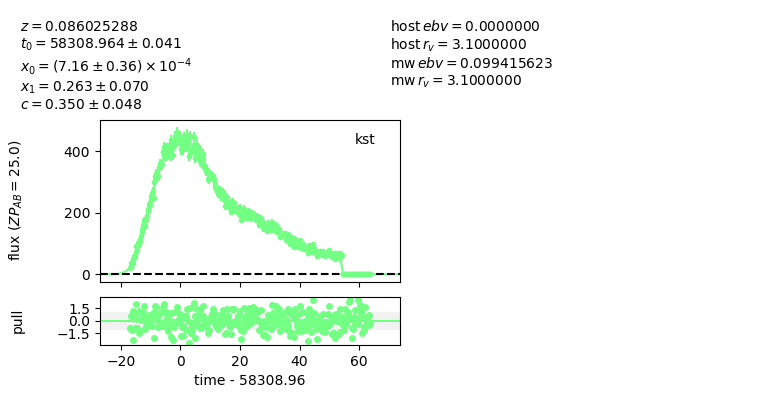 z = 0.086025288
t₀ = 58308.964 ± 0.041
x₀ = (7.16 ± 0.36) × 10⁻⁴
x₁ = 0.263 ± 0.070
c = 0.350 ± 0.048
host ebv = 0.0000000
host r_v = 3.1000000
mw ebv = 0.099415623
mw r_v = 3.1000000
kst
flux (ZP_AB = 25.0)
400
200
0
pull
1.5
0.0
−1.5
−20
0
20
40
60
time - 58308.96